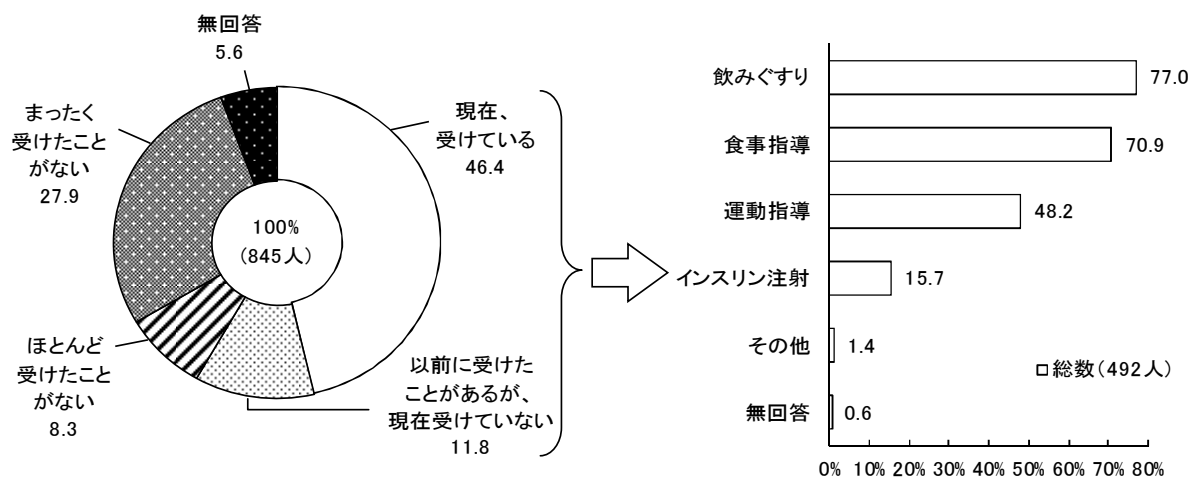 無回答
5.6
まったく
受けたこと
がない
27.9
現在、
受けている
46.4
100%
(845人)
ほとんど
受けたこと
がない
8.3
以前に受けた
ことがあるが、
現在受けていない
11.8
飲みぐすり 77.0
食事指導 70.9
運動指導 48.2
インスリン注射 15.7
その他 1.4
□総数(492人)
無回答 0.6
0% 10% 20% 30% 40% 50% 60% 70% 80%